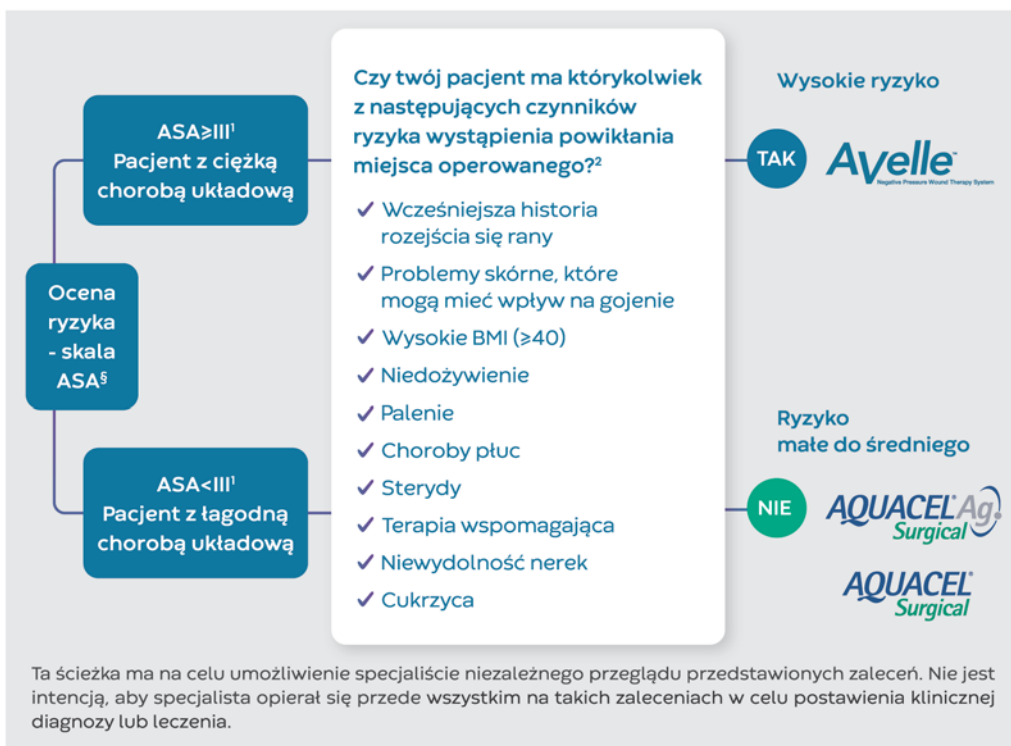 Ocena
ryzyka
- skala
ASA§
ASA≥III¹
Pacjent z ciężką
chorobą układową
ASA<III¹
Pacjent z łagodną
chorobą układową
Czy twój pacjent ma którykolwiek
z następujących czynników
ryzyka wystąpienia powikłania
miejsca operowanego?²
✓ Wcześniejsza historia
rozejścia się rany
✓ Problemy skórne, które
mogą mieć wpływ na gojenie
✓ Wysokie BMI (≥40)
✓ Niedożywienie
✓ Palenie
✓ Choroby płuc
✓ Sterydy
✓ Terapia wspomagająca
✓ Niewydolność nerek
✓ Cukrzyca
Wysokie ryzyko
TAK
Avelle™
Negative Pressure Wound Therapy System
Ryzyko
małe do średniego
NIE
AQUACEL® Ag
Surgical
AQUACEL®
Surgical
Ta ścieżka ma na celu umożliwienie specjaliście niezależnego przeglądu przedstawionych zaleceń. Nie jest
intencją, aby specjalista opierał się przede wszystkim na takich zaleceniach w celu postawienia klinicznej
diagnozy lub leczenia.